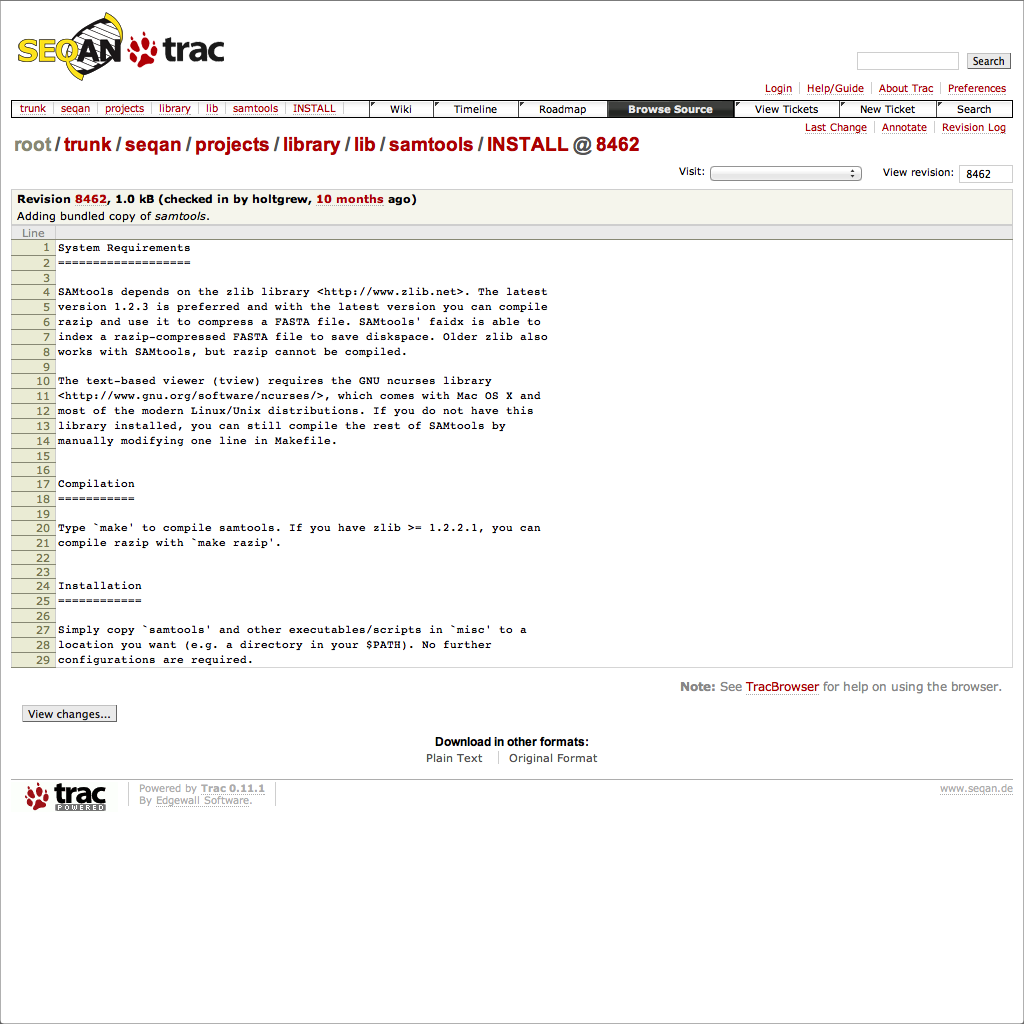 SEQAN trac
Search
Login Help/Guide About Trac Preferences
trunk seqan projects library lib samtools INSTALL Wiki Timeline Roadmap Browse Source View Tickets New Ticket Search
Last Change Annotate Revision Log
root / trunk / seqan / projects / library / lib / samtools / INSTALL @ 8462
Visit: View revision: 8462
Revision 8462, 1.0 kB (checked in by holtgrew, 10 months ago)
Adding bundled copy of samtools.
Line
1 System Requirements
2 ===================
3
4 SAMtools depends on the zlib library <http://www.zlib.net>. The latest
5 version 1.2.3 is preferred and with the latest version you can compile
6 razip and use it to compress a FASTA file. SAMtools' faidx is able to
7 index a razip-compressed FASTA file to save diskspace. Older zlib also
8 works with SAMtools, but razip cannot be compiled.
9
10 The text-based viewer (tview) requires the GNU ncurses library
11 <http://www.gnu.org/software/ncurses/>, which comes with Mac OS X and
12 most of the modern Linux/Unix distributions. If you do not have this
13 library installed, you can still compile the rest of SAMtools by
14 manually modifying one line in Makefile.
15
16
17 Compilation
18 ===========
19
20 Type `make' to compile samtools. If you have zlib >= 1.2.2.1, you can
21 compile razip with `make razip'.
22
23
24 Installation
25 ============
26
27 Simply copy `samtools' and other executables/scripts in `misc' to a
28 location you want (e.g. a directory in your $PATH). No further
29 configurations are required.
Note: See TracBrowser for help on using the browser.
View changes...
Download in other formats:
Plain Text Original Format
trac POWERED
Powered by Trac 0.11.1
By Edgewall Software.
www.seqan.de